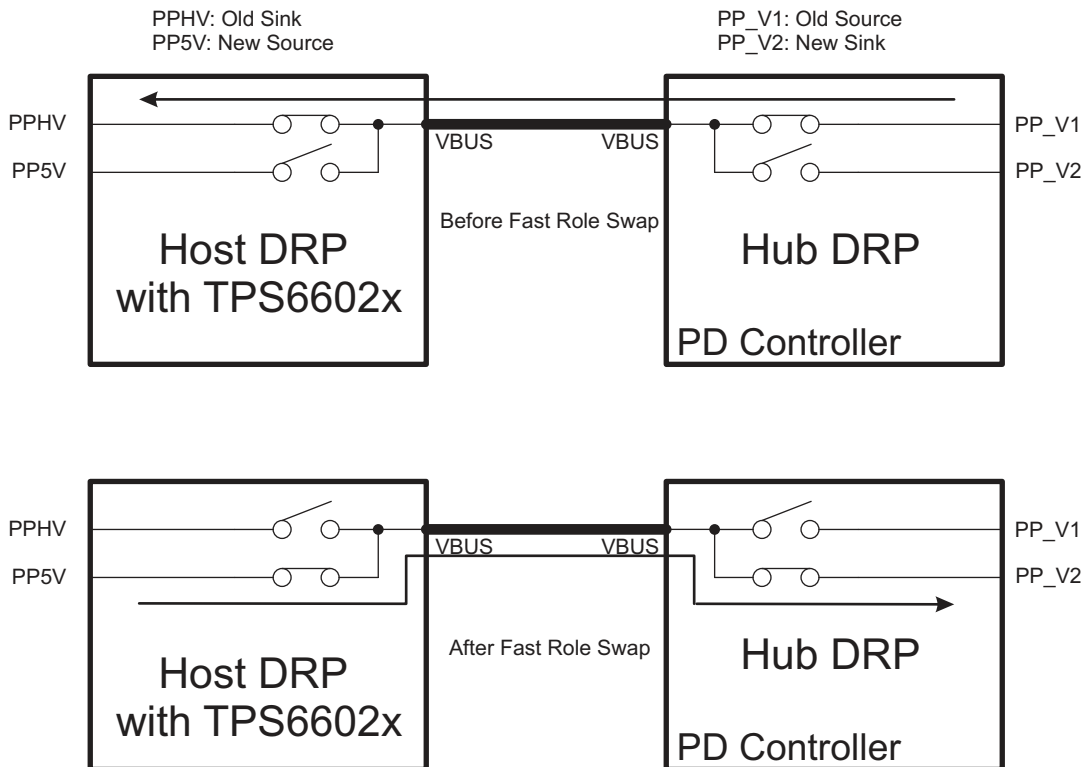 PPHV: Old Sink
PP5V: New Source
PP_V1: Old Source
PP_V2: New Sink
PPHV
PP5V
VBUS
VBUS
PP_V1
PP_V2
Before Fast Role Swap
Host DRP
with TPS6602x
Hub DRP
PD Controller
PPHV
PP5V
VBUS
VBUS
PP_V1
PP_V2
After Fast Role Swap
Host DRP
with TPS6602x
Hub DRP
PD Controller